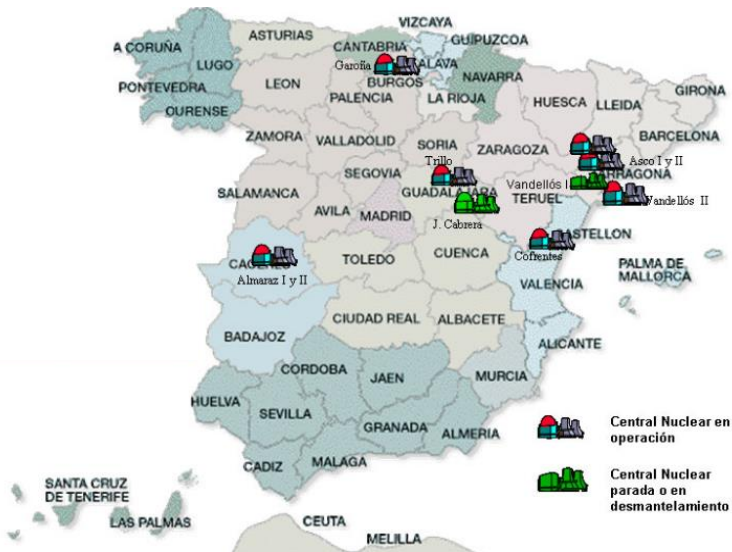 VIZCAYA
ASTURIAS
GUIPUZCOA
A CORUÑA
CANTABRIA
LUGO
Garoña
ALAVA
NAVARRA
PONTEVEDRA
LEON
BURGOS
GIRONA
PALENCIA
LA RIOJA
HUESCA
LLEIDA
OURENSE
ZAMORA
VALLADOLID
SORIA
ZARAGOZA
BARCELONA
Trillo
Asco I y II
SEGOVIA
ARRAGONA
SALAMANCA
GUADALAJARA
Vandellós I
AVILA
TERUEL
Vandellós II
MADRID
J. Cabrera
ASTELLON
CACERES
TOLEDO
CUENCA
Cofrentes
PALMA DE
MALLORCA
Almaraz I y II
VALENCIA
CIUDAD REAL
ALBACETE
BADAJOZ
ALICANTE
CORDOBA
JAEN
MURCIA
HUELVA
SEVILLA
GRANADA
ALMERIA
Central Nuclear en
operación
CADIZ
MALAGA
Central Nuclear
parada o en
desmantelamiento
SANTA CRUZ
DE TENERIFE
LAS PALMAS
CEUTA
MELILLA